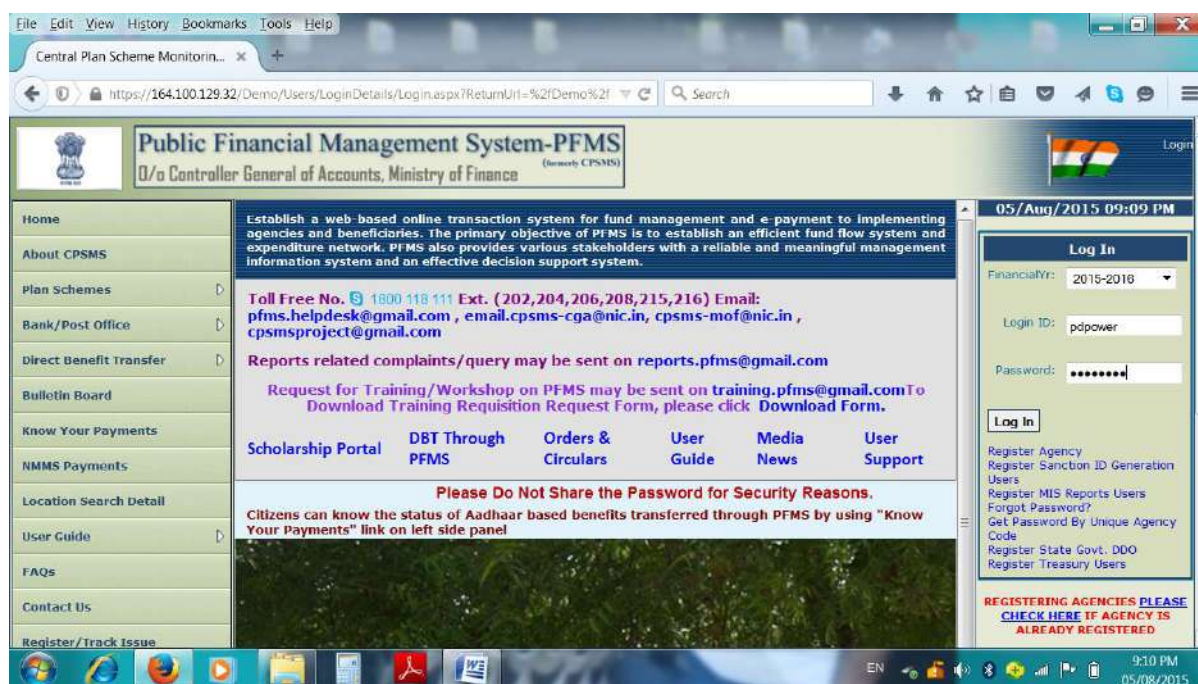 File Edit View History Bookmarks Tools Help
Central Plan Scheme Monitorin...
https://164.100.129.32/Demo/Users/LoginDetails/Login.aspx?ReturnUrl=%2fDemo%2f
Search
Public Financial Management System-PFMS
(formerly CPSMS)
O/o Controller General of Accounts, Ministry of Finance
Login
Home
About CPSMS
Plan Schemes
Bank/Post Office
Direct Benefit Transfer
Bulletin Board
Know Your Payments
NMMS Payments
Location Search Detail
User Guide
FAQs
Contact Us
Register/Track Issue
Establish a web-based online transaction system for fund management and e-payment to implementing
agencies and beneficiaries. The primary objective of PFMS is to establish an efficient fund flow system and
expenditure network. PFMS also provides various stakeholders with a reliable and meaningful management
information system and an effective decision support system.
Toll Free No. 1800 118 111 Ext. (202,204,206,208,215,216) Email:
pfms.helpdesk@gmail.com , email.cpsms-cga@nic.in, cpsms-mof@nic.in ,
cpsmsproject@gmail.com
Reports related complaints/query may be sent on reports.pfms@gmail.com
Request for Training/Workshop on PFMS may be sent on training.pfms@gmail.comTo
Download Training Requisition Request Form, please click Download Form.
Scholarship Portal
DBT Through
PFMS
Orders &
Circulars
User
Guide
Media
News
User
Support
Please Do Not Share the Password for Security Reasons.
Citizens can know the status of Aadhaar based benefits transferred through PFMS by using "Know
Your Payments" link on left side panel
05/Aug/2015 09:09 PM
Log In
FinancialYr: 2015-2016
Login ID: pdpower
Password: ••••••••
Log In
Register Agency
Register Sanction ID Generation
Users
Register MIS Reports Users
Forgot Password?
Get Password By Unique Agency
Code
Register State Govt. DDO
Register Treasury Users
REGISTERING AGENCIES PLEASE
CHECK HERE IF AGENCY IS
ALREADY REGISTERED
EN
9:10 PM
05/08/2015